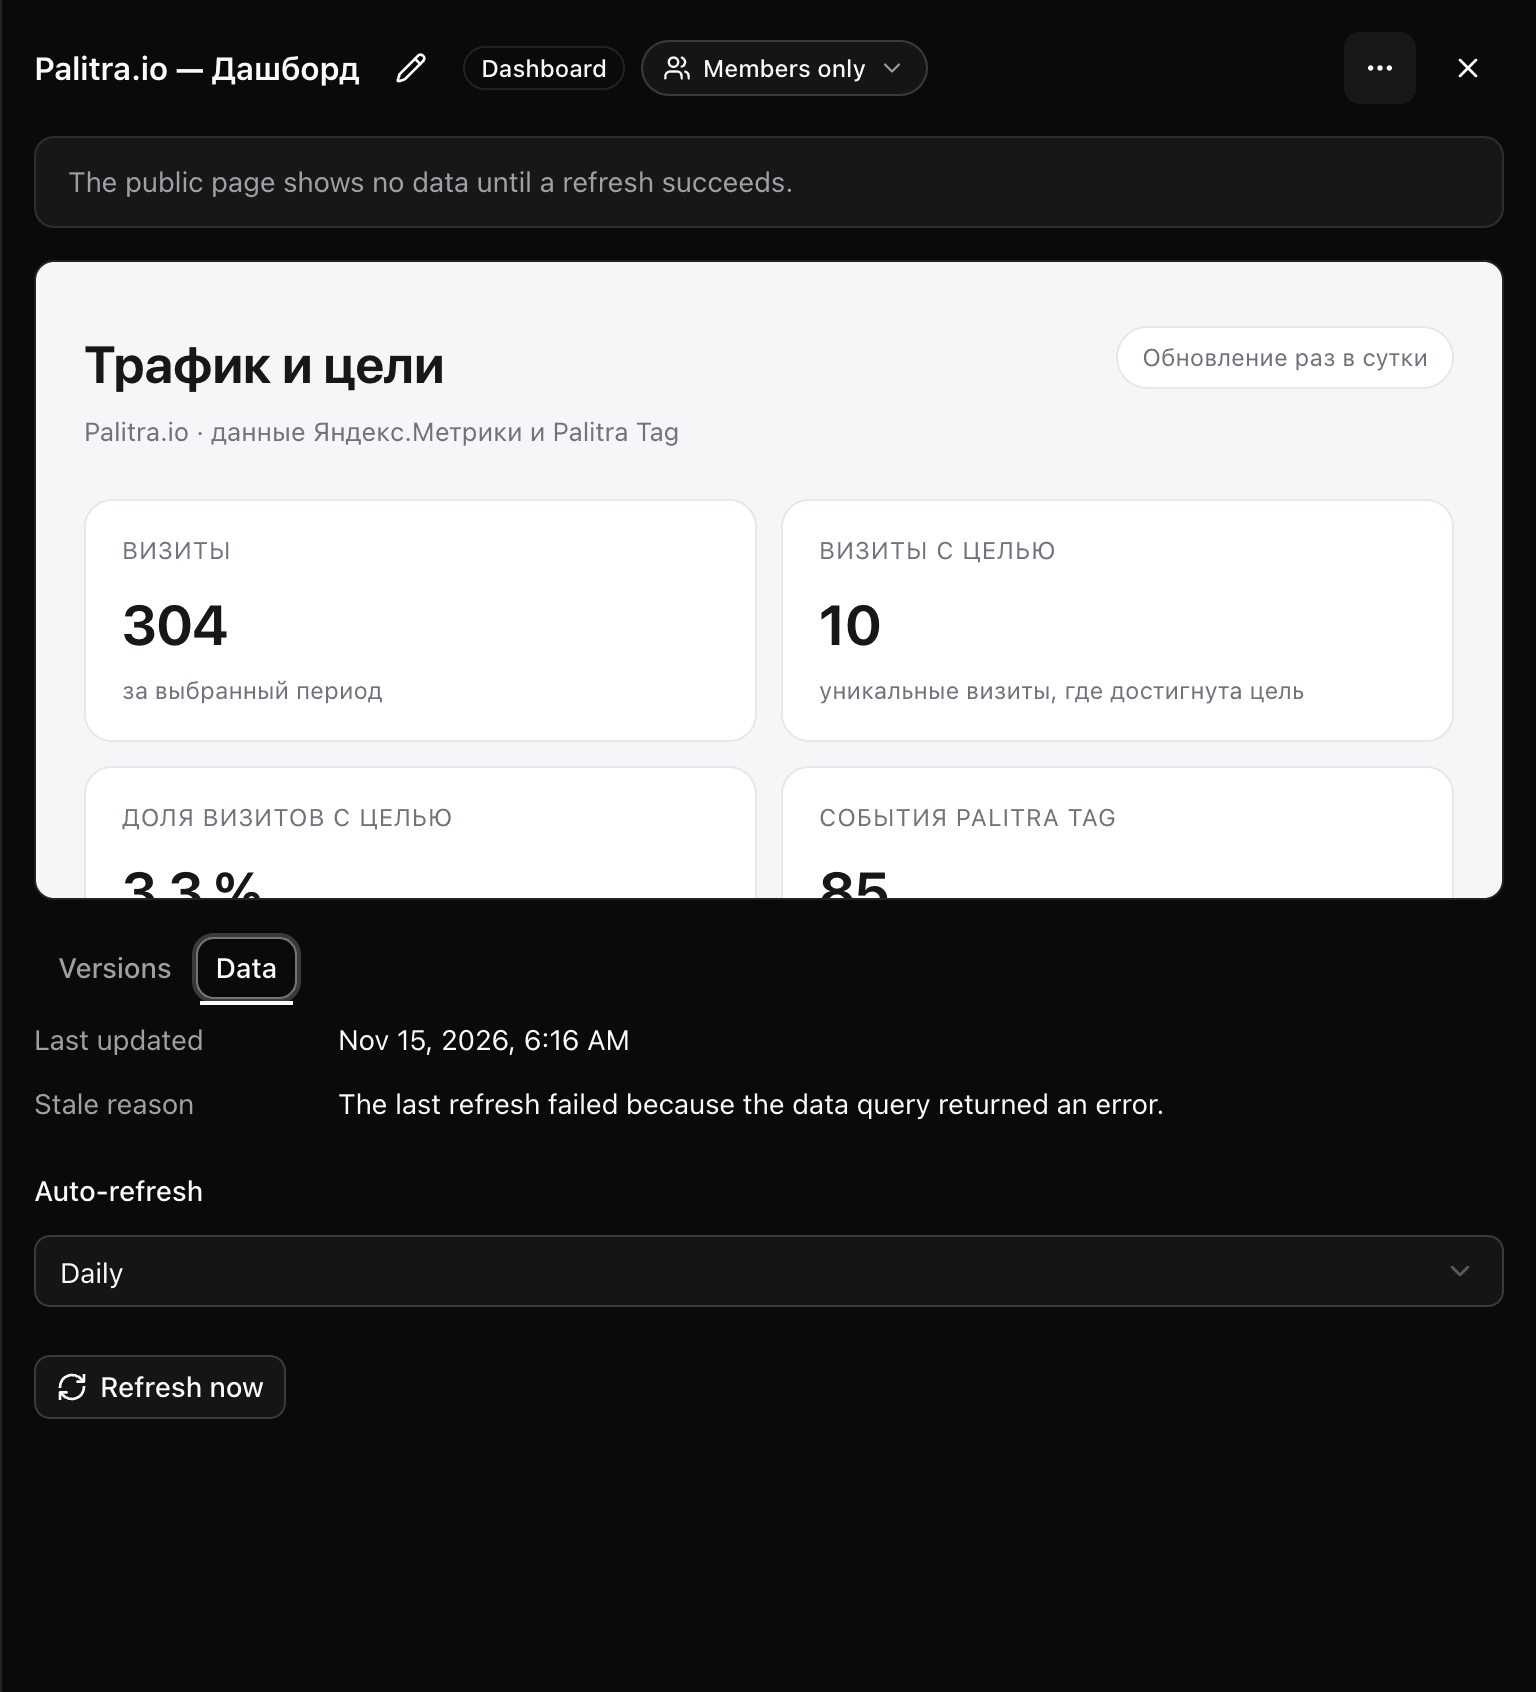 Palitra.io — Дашборд
Dashboard
Members only
The public page shows no data until a refresh succeeds.
Трафик и цели
Обновление раз в сутки
Palitra.io · данные Яндекс.Метрики и Palitra Tag
ВИЗИТЫ
304
за выбранный период
ВИЗИТЫ С ЦЕЛЬЮ
10
уникальные визиты, где достигнута цель
ДОЛЯ ВИЗИТОВ С ЦЕЛЬЮ
3,3 %
СОБЫТИЯ PALITRA TAG
85
Versions
Data
Last updated
Nov 15, 2026, 6:16 AM
Stale reason
The last refresh failed because the data query returned an error.
Auto-refresh
Daily
Refresh now